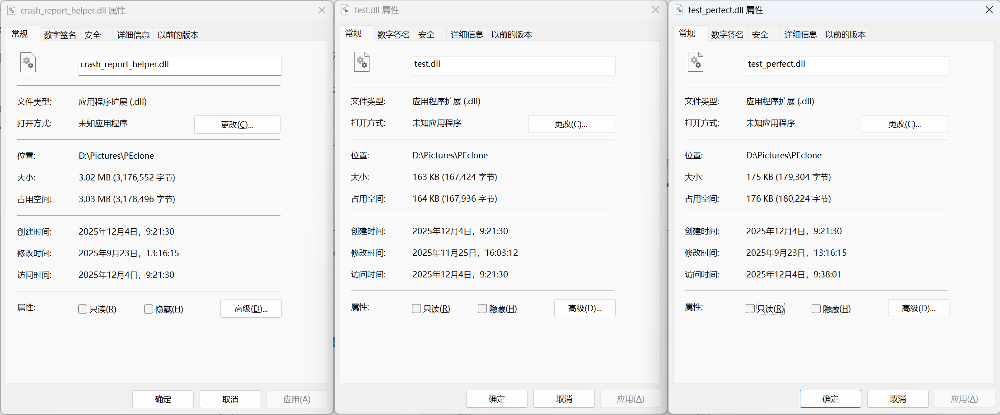 crash_report_helper.dll 属性
常规 数字签名 安全 详细信息 以前的版本
crash_report_helper.dll
文件类型: 应用程序扩展 (.dll)
打开方式: 未知应用程序 更改(C)...
位置: D:\Pictures\PEclone
大小: 3.02 MB (3,176,552 字节)
占用空间: 3.03 MB (3,178,496 字节)
创建时间: 2025年12月4日，9:21:30
修改时间: 2025年9月23日，13:16:15
访问时间: 2025年12月4日，9:21:30
属性: 只读(R) 隐藏(H) 高级(D)...
确定 取消 应用(A)
test.dll 属性
常规 数字签名 安全 详细信息 以前的版本
test.dll
文件类型: 应用程序扩展 (.dll)
打开方式: 未知应用程序 更改(C)...
位置: D:\Pictures\PEclone
大小: 163 KB (167,424 字节)
占用空间: 164 KB (167,936 字节)
创建时间: 2025年12月4日，9:21:30
修改时间: 2025年11月25日，16:03:12
访问时间: 2025年12月4日，9:21:30
属性: 只读(R) 隐藏(H) 高级(D)...
确定 取消 应用(A)
test_perfect.dll 属性
常规 数字签名 安全 详细信息 以前的版本
test_perfect.dll
文件类型: 应用程序扩展 (.dll)
打开方式: 未知应用程序 更改(C)...
位置: D:\Pictures\PEclone
大小: 175 KB (179,304 字节)
占用空间: 176 KB (180,224 字节)
创建时间: 2025年12月4日，9:21:30
修改时间: 2025年9月23日，13:16:15
访问时间: 2025年12月4日，9:38:01
属性: 只读(R) 隐藏(H) 高级(D)...
确定 取消 应用(A)